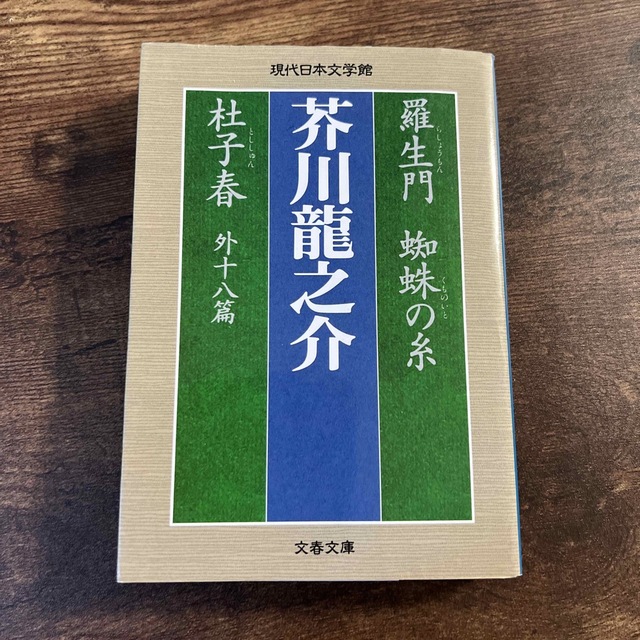 現代日本文学館
羅生門 蜘蛛の糸
らしょうもん くものいと
芥川龍之介
杜子春 外十八篇
とししゅん
文春文庫